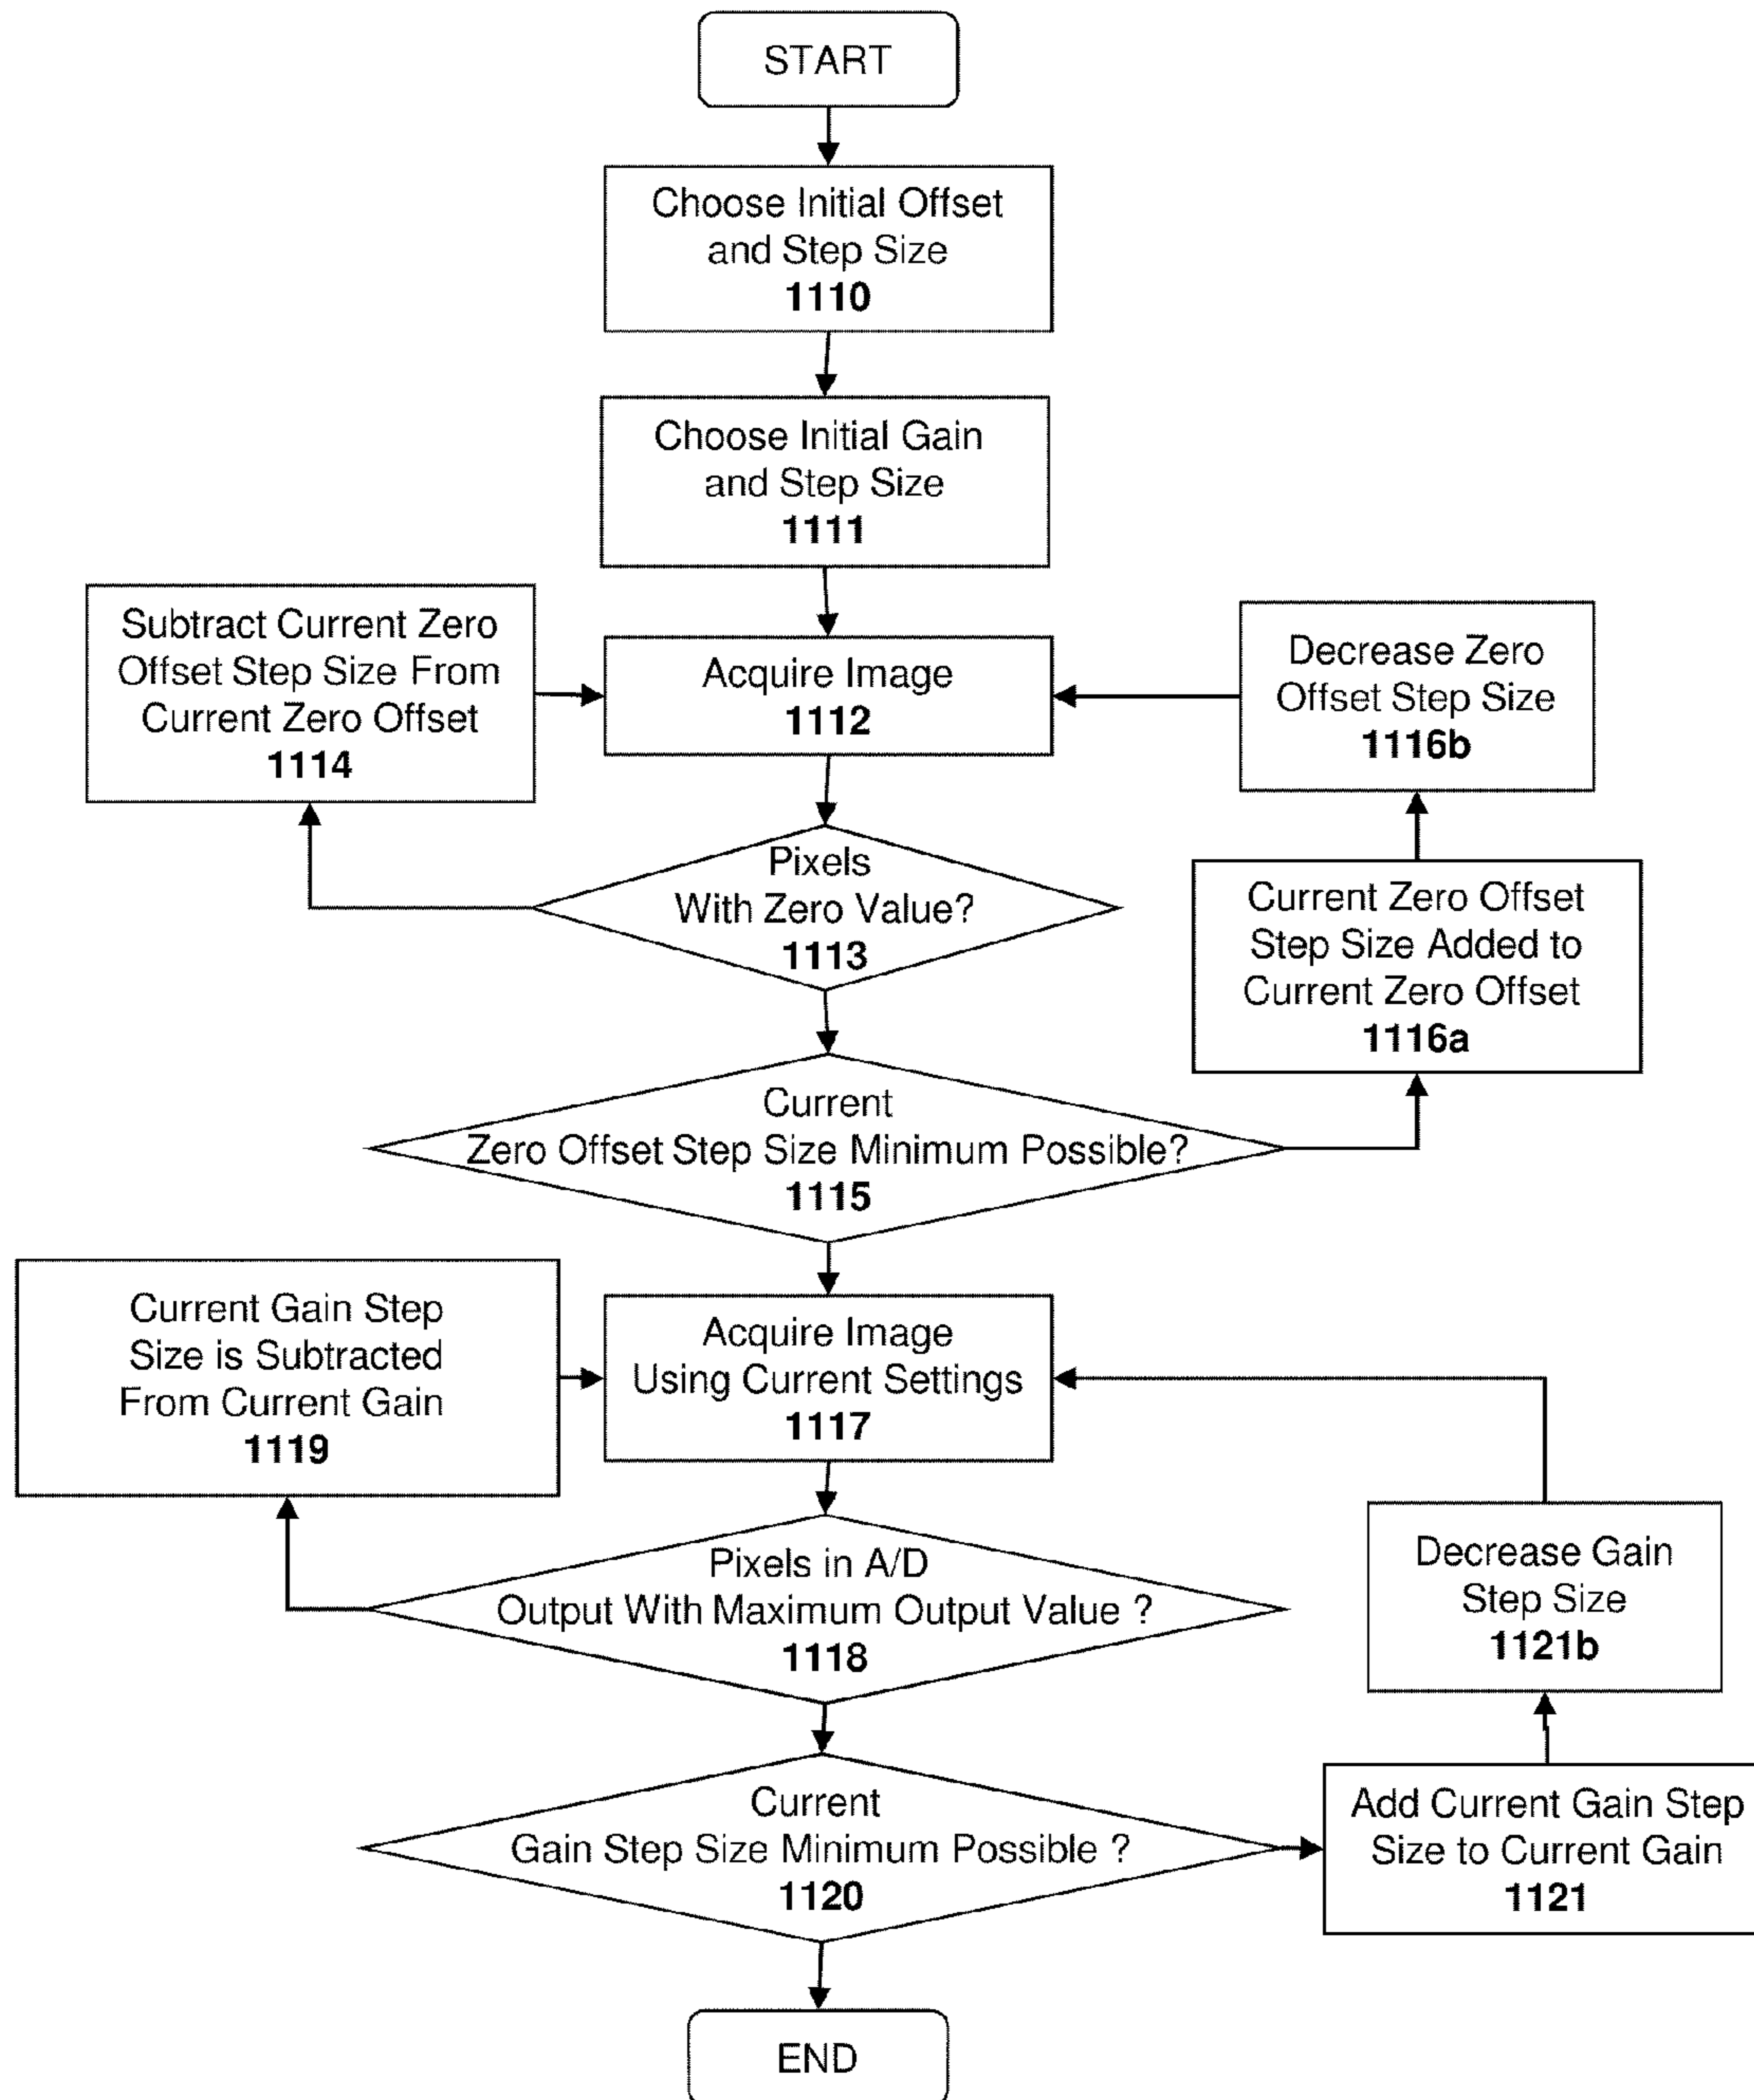 START
Choose Initial Offset
and Step Size
1110
Choose Initial Gain
and Step Size
1111
Subtract Current Zero
Offset Step Size From
Current Zero Offset
1114
Acquire Image
1112
Decrease Zero
Offset Step Size
1116b
Pixels
With Zero Value?
1113
Current Zero Offset
Step Size Added to
Current Zero Offset
1116a
Current
Zero Offset Step Size Minimum Possible?
1115
Current Gain Step
Size is Subtracted
From Current Gain
1119
Acquire Image
Using Current Settings
1117
Pixels in A/D
Output With Maximum Output Value ?
1118
Decrease Gain
Step Size
1121b
Current
Gain Step Size Minimum Possible ?
1120
Add Current Gain Step
Size to Current Gain
1121
END